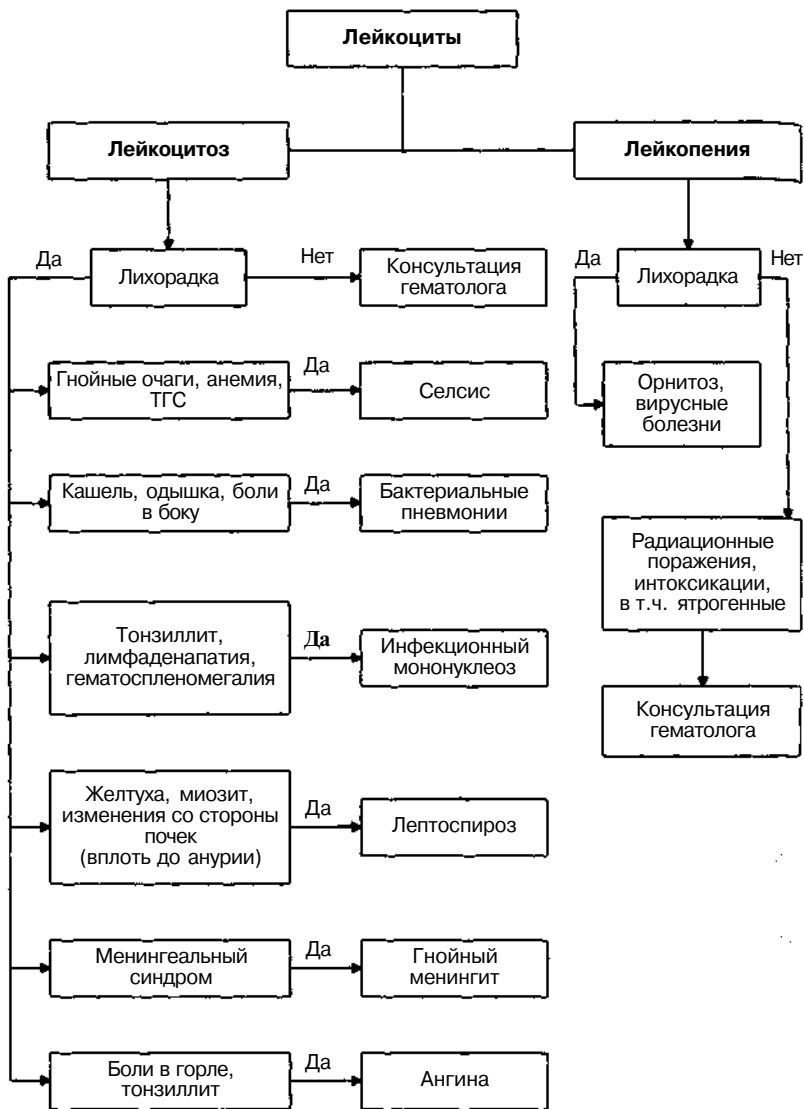 Лейкоциты
Лейкоцитоз
Лейкопения
Да
Лихорадка
Нет
Консультация
гематолога
Да
Лихорадка
Нет
Гнойные очаги, анемия,
ТГС
Да
Селсис
Орнитоз,
вирусные
болезни
Кашель, одышка, боли
в боку
Да
Бактериальные
пневмонии
Радиационные
поражения,
интоксикации,
в т.ч. ятрогенные
Тонзиллит,
лимфаденапатия,
гематоспленомегалия
Да
Инфекционный
мононуклеоз
Консультация
гематолога
Желтуха, миозит,
изменения со стороны
почек
(вплоть до анурии)
Да
Лептоспироз
Менингеальный
синдром
Да
Гнойный
менингит
Боли в горле,
тонзиллит
Да
Ангина